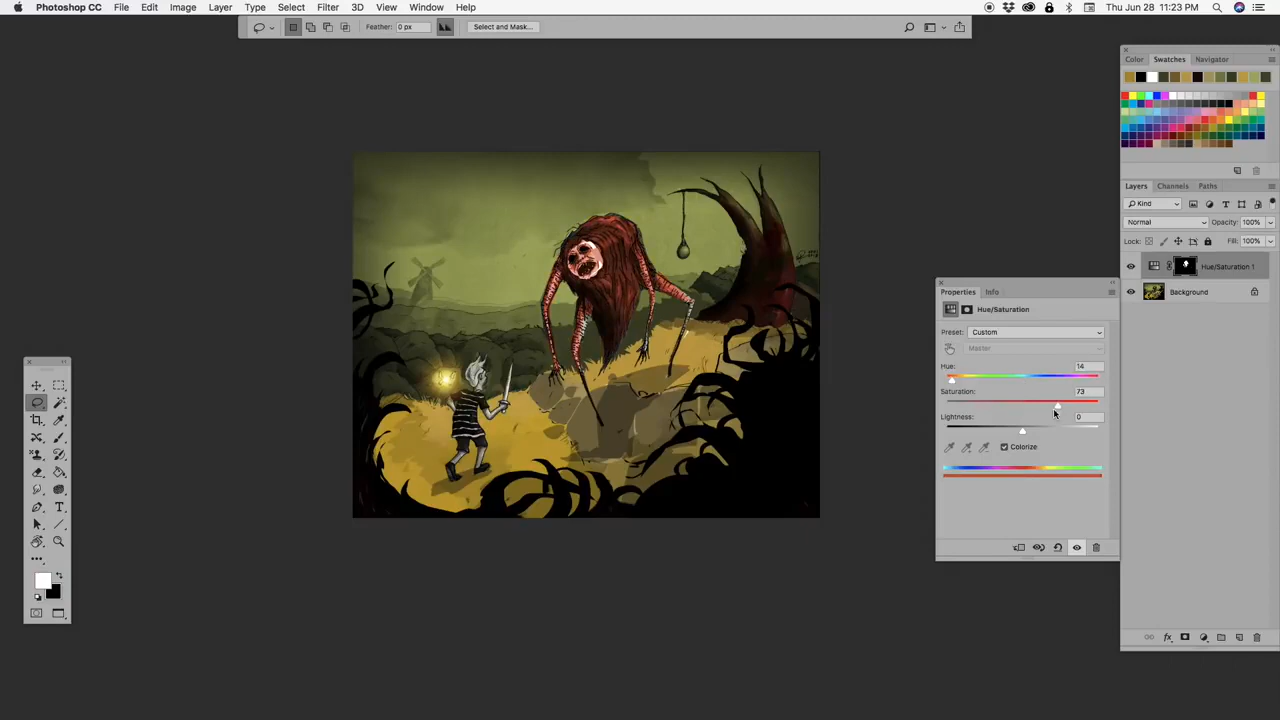 Photoshop CC File Edit Image Layer Type Select Filter 3D View Window Help Thu Jun 28 11:23 PM
Feather: 0 px Select and Mask...
Color Swatches Navigator
Layers Channels Paths
Kind
Normal Opacity: 100%
Lock: Fill: 100%
Hue/Saturation 1
Background
Properties Info
Hue/Saturation
Preset: Custom
Master
Hue: 14
Saturation: 73
Lightness: 0
Colorize